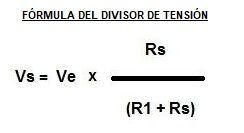 FÓRMULA DEL DIVISOR DE TENSIÓN
Rs
Vs = Ve x
(R1 + Rs)